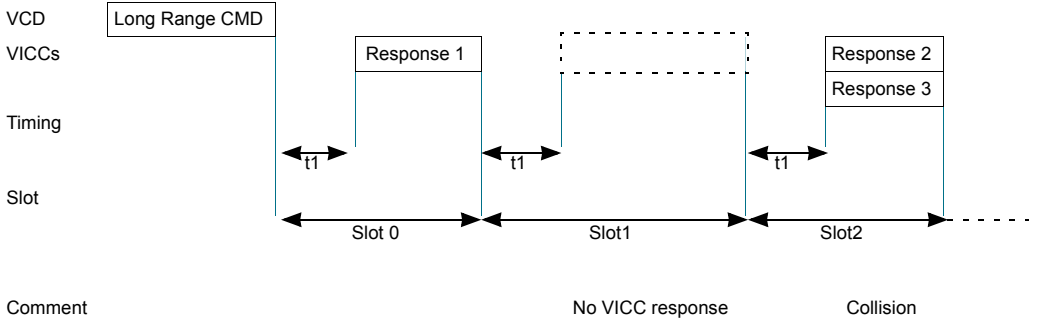 VCD
Long Range CMD
VICCs
Response 1
Response 2
Response 3
Timing
t1
t1
t1
Slot
Slot 0
Slot1
Slot2
Comment
No VICC response
Collision